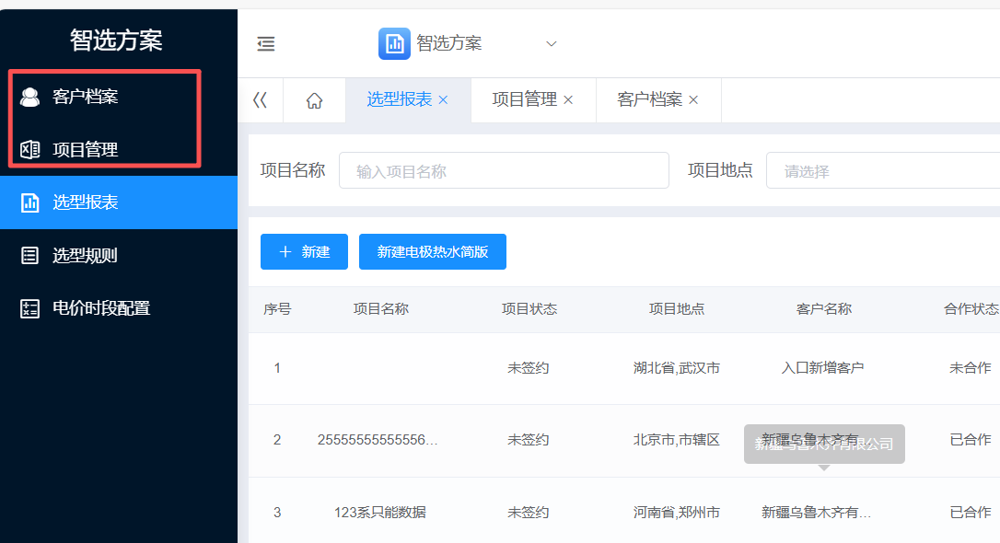 智选方案
客户档案
项目管理
选型报表
选型规则
电价时段配置
智选方案
选型报表 × 项目管理 × 客户档案 ×
项目名称 输入项目名称 项目地点 请选择
+ 新建 新建电极热水简版
序号 项目名称 项目状态 项目地点 客户名称 合作状态
1 未签约 湖北省,武汉市 入口新增客户 未合作
2 25555555555556... 未签约 北京市,市辖区 新疆乌鲁木齐有... 已合作
新疆乌鲁木齐有限公司
3 123系只能数据 未签约 河南省,郑州市 新疆乌鲁木齐有... 已合作